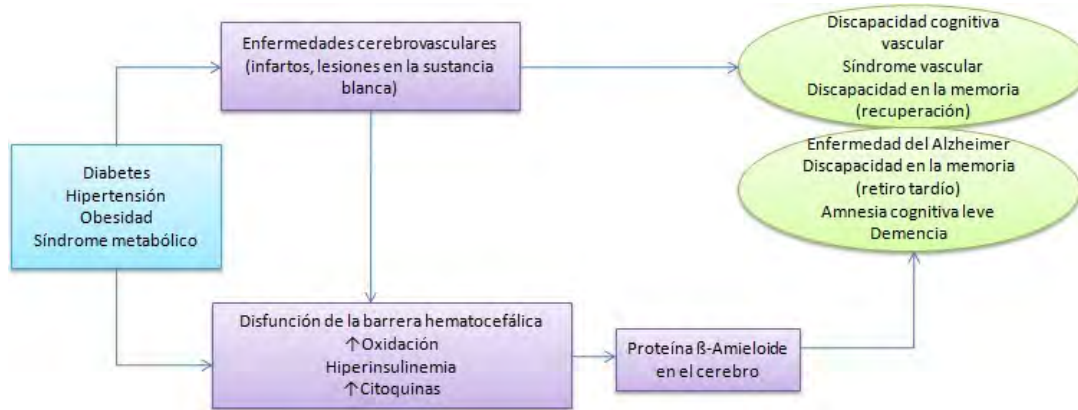 Enfermedades cerebrovasculares
(infartos, lesiones en la sustancia
blanca)
Discapacidad cognitiva
vascular
Síndrome vascular
Discapacidad en la memoria
(recuperación)
Diabetes
Hipertensión
Obesidad
Síndrome metabólico
Enfermedad del Alzheimer
Discapacidad en la memoria
(retiro tardío)
Amnesia cognitiva leve
Demencia
Disfunción de la barrera hematocefálica
↑Oxidación
Hiperinsulinemia
↑Citoquinas
Proteína ß-Amieloide
en el cerebro